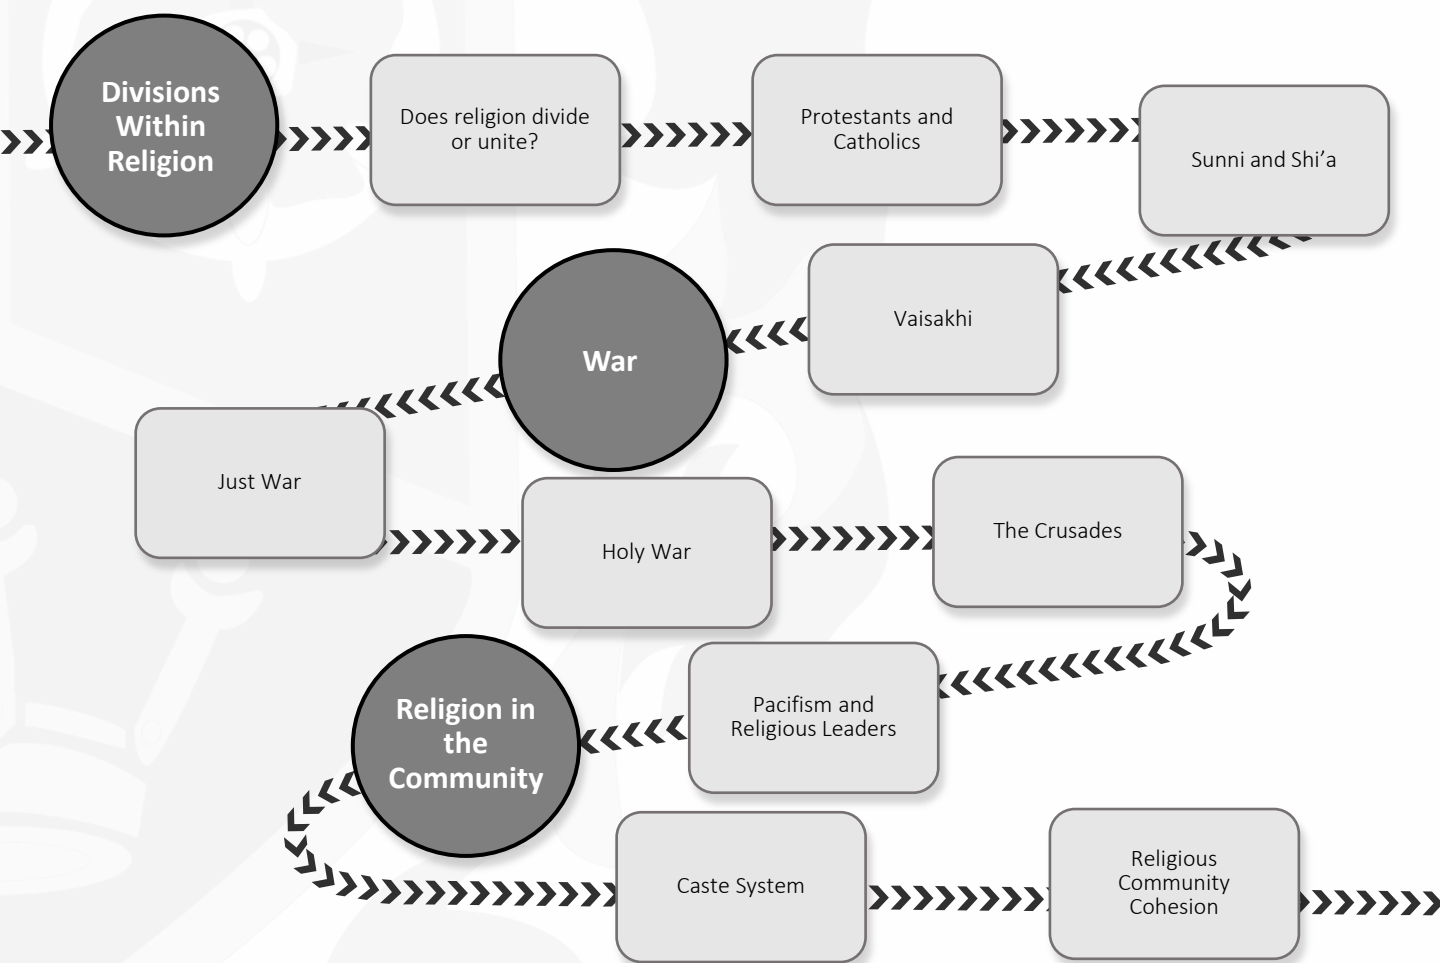 Divisions
Within
Religion
Does religion divide
or unite?
Protestants and
Catholics
Sunni and Shi’a
Vaisakhi
War
Just War
Holy War
The Crusades
Pacifism and
Religious Leaders
Religion in
the
Community
Caste System
Religious
Community
Cohesion